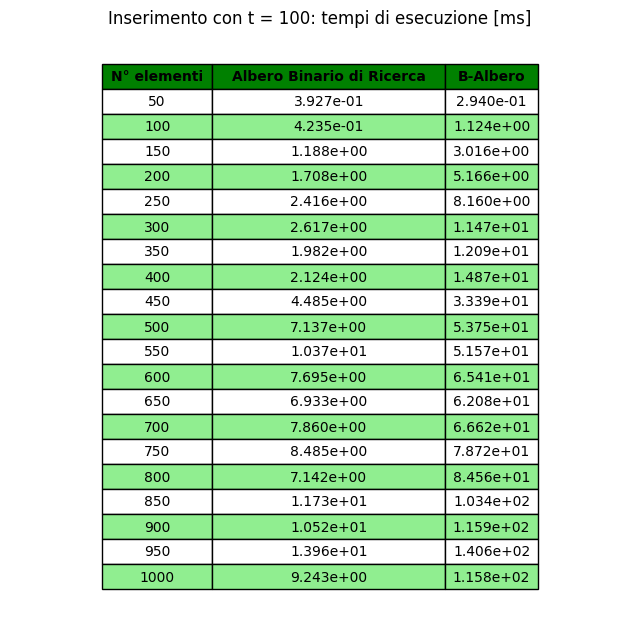 Inserimento con t = 100: tempi di esecuzione [ms]
N° elementi Albero Binario di Ricerca B-Albero
50 3.927e-01 2.940e-01
100 4.235e-01 1.124e+00
150 1.188e+00 3.016e+00
200 1.708e+00 5.166e+00
250 2.416e+00 8.160e+00
300 2.617e+00 1.147e+01
350 1.982e+00 1.209e+01
400 2.124e+00 1.487e+01
450 4.485e+00 3.339e+01
500 7.137e+00 5.375e+01
550 1.037e+01 5.157e+01
600 7.695e+00 6.541e+01
650 6.933e+00 6.208e+01
700 7.860e+00 6.662e+01
750 8.485e+00 7.872e+01
800 7.142e+00 8.456e+01
850 1.173e+01 1.034e+02
900 1.052e+01 1.159e+02
950 1.396e+01 1.406e+02
1000 9.243e+00 1.158e+02